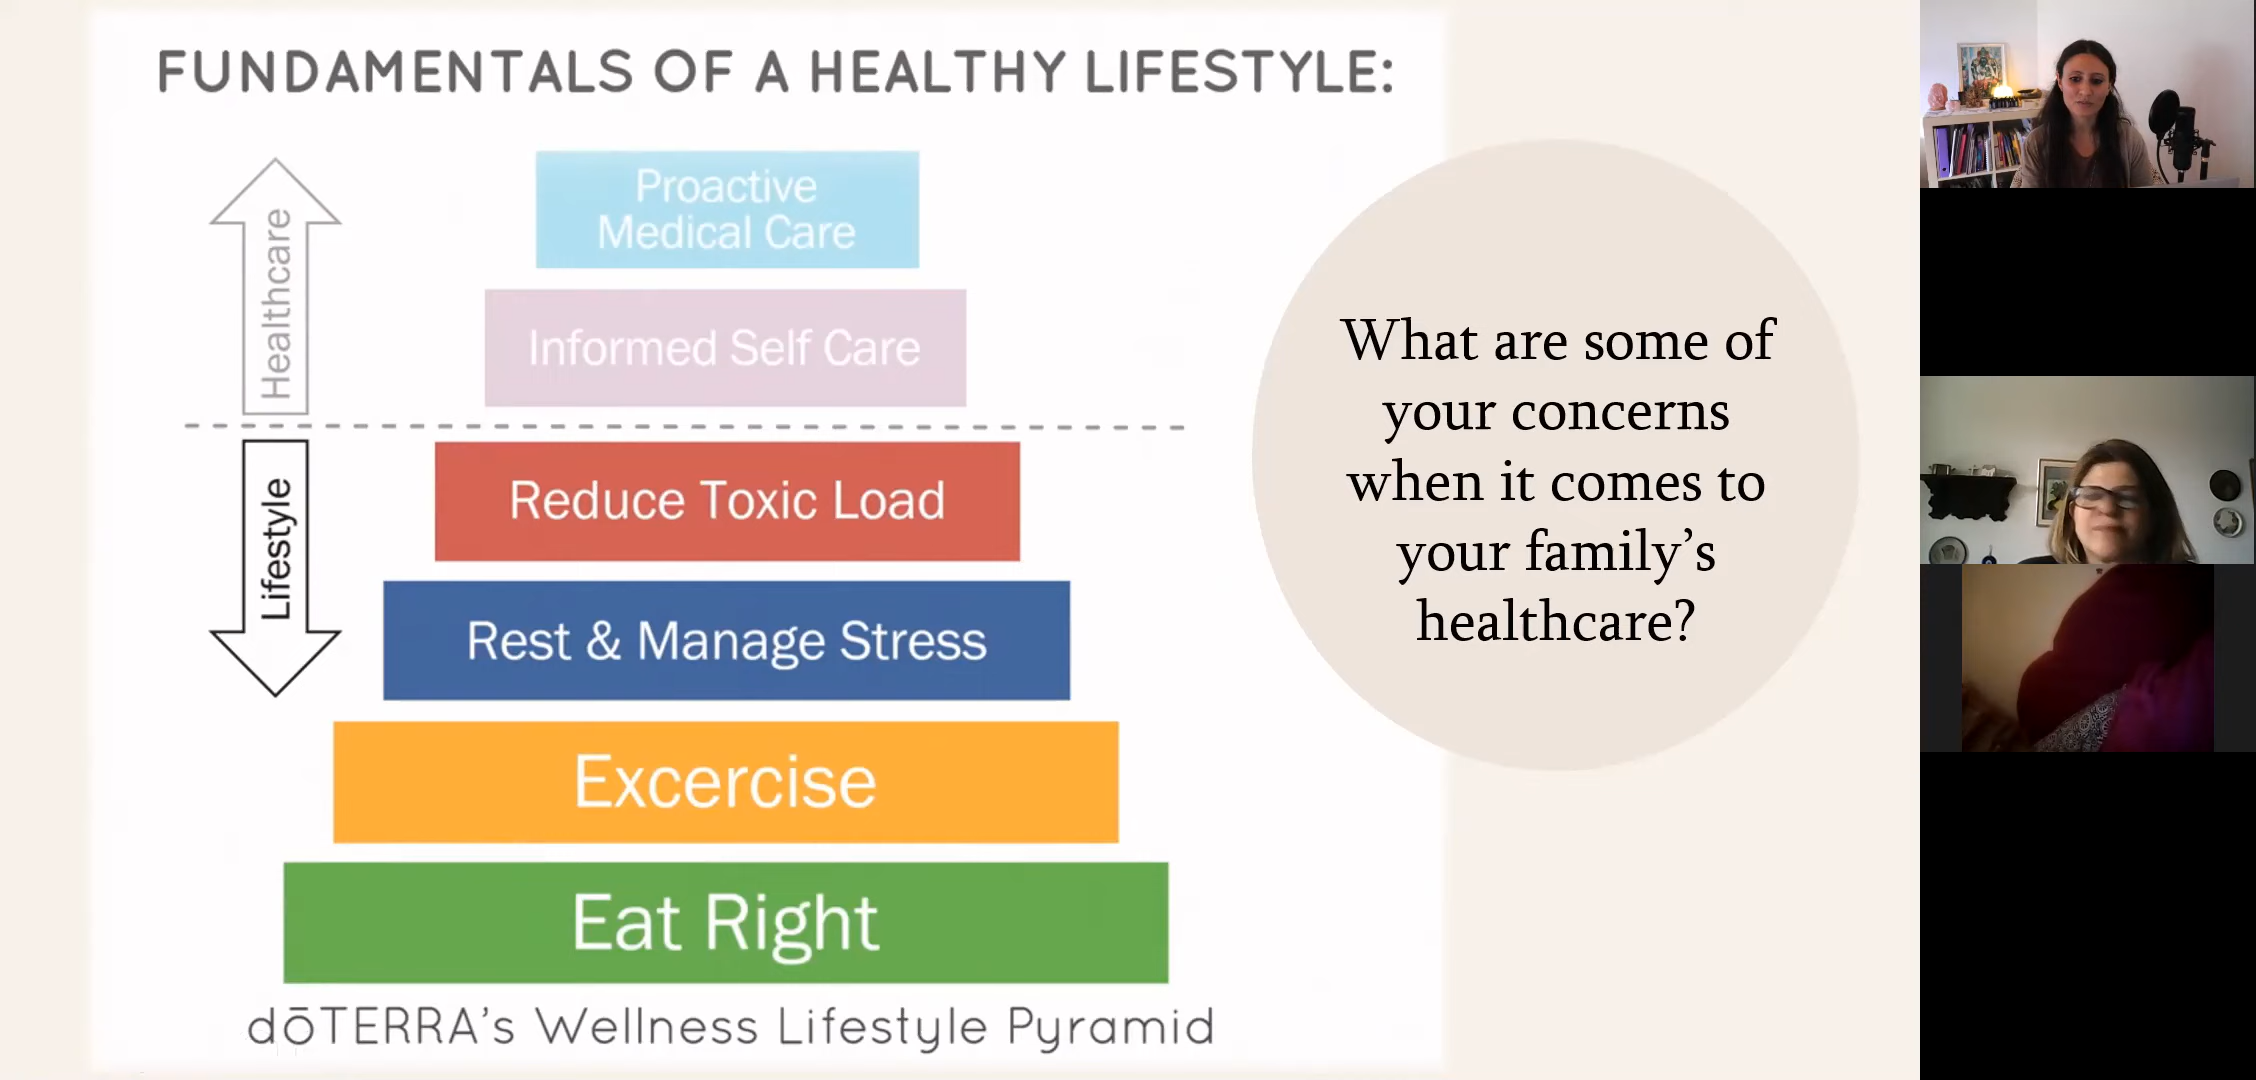 FUNDAMENTALS OF A HEALTHY LIFESTYLE:
Healthcare
Proactive
Medical Care
Informed Self Care
Lifestyle
Reduce Toxic Load
Rest & Manage Stress
Excercise
Eat Right
dōTERRA's Wellness Lifestyle Pyramid
What are some of
your concerns
when it comes to
your family’s
healthcare?